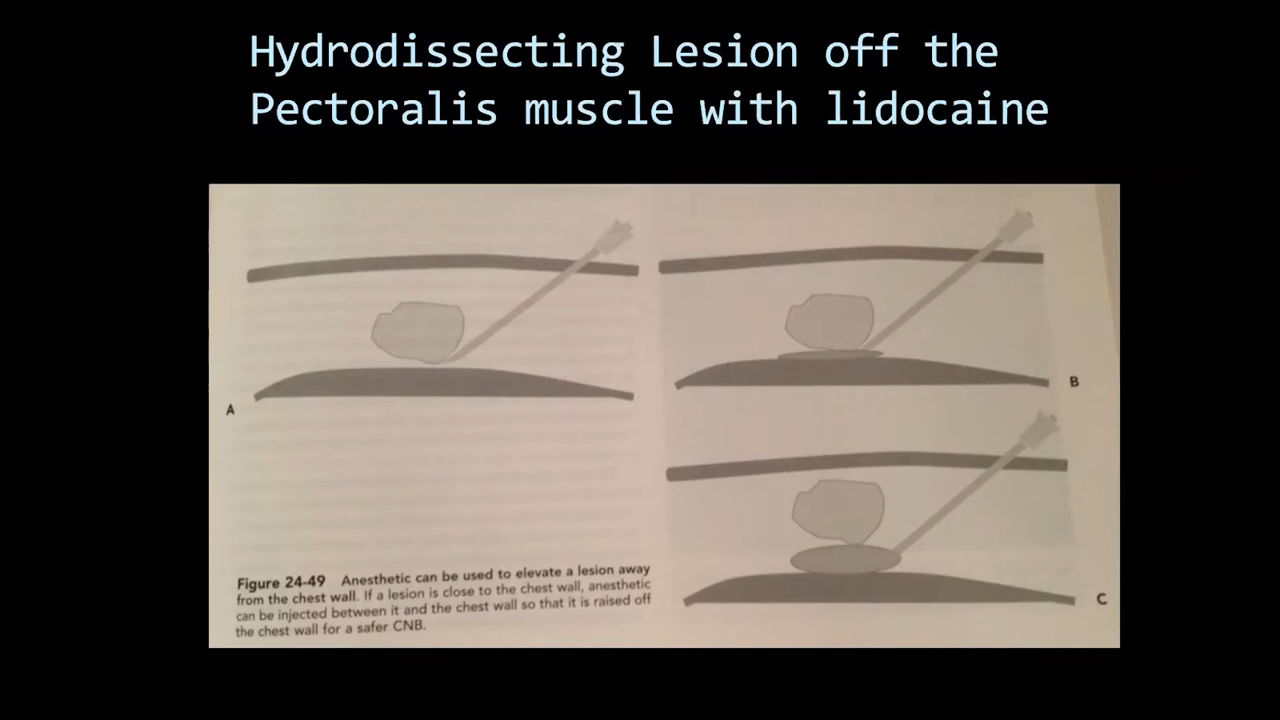 Hydrodissecting Lesion off the
Pectoralis muscle with lidocaine
A
B
C
Figure 24-49 Anesthetic can be used to elevate a lesion away
from the chest wall. If a lesion is close to the chest wall, anesthetic
can be injected between it and the chest wall so that it is raised off
the chest wall for a safer CNB.